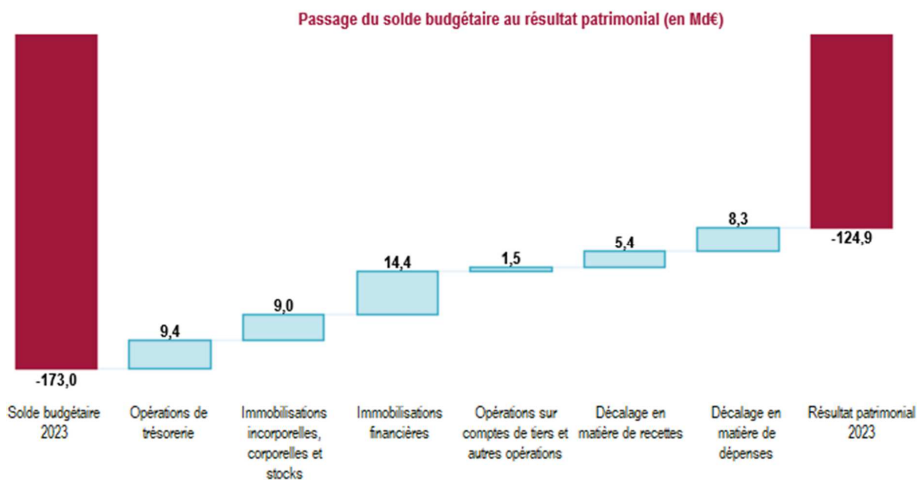 Passage du solde budgétaire au résultat patrimonial (en Md€)
8,3
5,4
-124,9
1,5
14,4
9,0
9,4
-173,0
Solde budgétaire
2023
Opérations de
trésorerie
Immobilisations
incorporelles,
corporelles et
stocks
Immobilisations
financières
Opérations sur
comptes de tiers et
autres opérations
Décalage en
matière de recettes
Décalage en
matière de
dépenses
Résultat patrimonial
2023